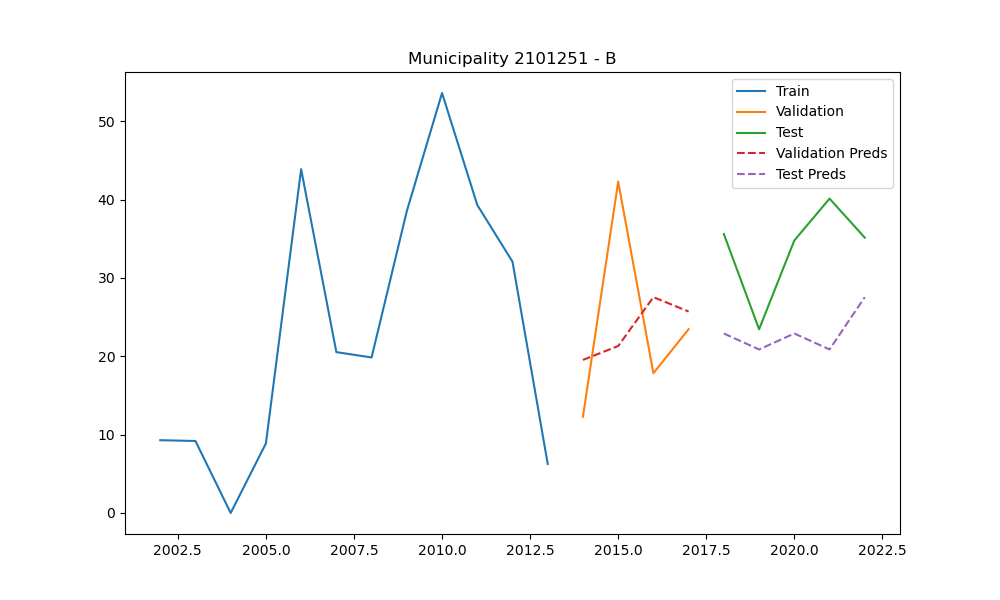 Municipality 2101251 - B
Train
Validation
Test
Validation Preds
Test Preds
50
40
30
20
10
0
2002.5 2005.0 2007.5 2010.0 2012.5 2015.0 2017.5 2020.0 2022.5